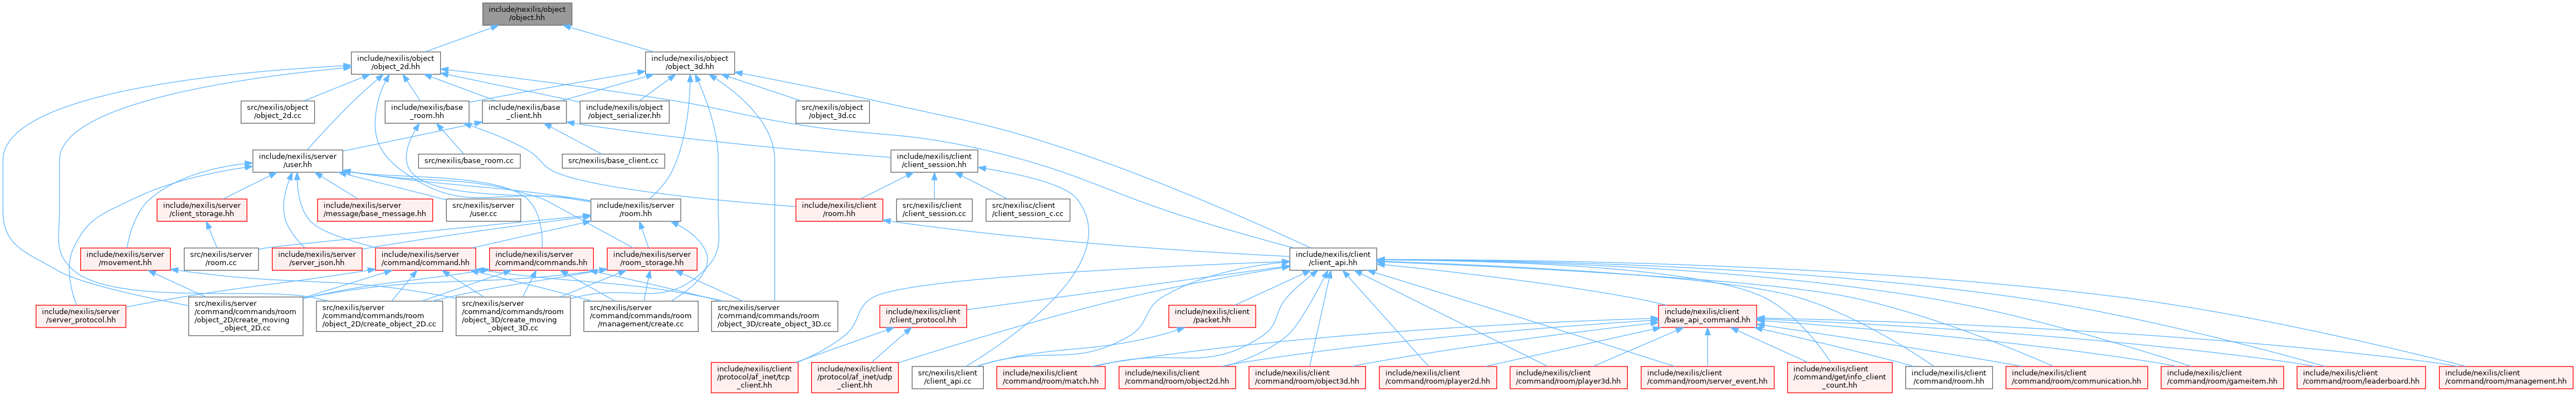 include/nexilis/object
/object.hh
include/nexilis/object
/object_2d.hh
include/nexilis/object
/object_3d.hh
src/nexilis/object
/object_2d.cc
include/nexilis/base
_room.hh
include/nexilis/base
_client.hh
include/nexilis/object
/object_serializer.hh
src/nexilis/object
/object_3d.cc
include/nexilis/server
/user.hh
src/nexilis/base_room.cc
src/nexilis/base_client.cc
include/nexilis/client
/client_session.hh
include/nexilis/server
/client_storage.hh
include/nexilis/server
/message/base_message.hh
src/nexilis/server
/user.cc
include/nexilis/server
/room.hh
include/nexilis/client
/room.hh
src/nexilis/client
/client_session.cc
src/nexilisc/client
/client_session_c.cc
include/nexilis/server
/movement.hh
src/nexilis/server
/room.cc
include/nexilis/server
/server_json.hh
include/nexilis/server
/command/command.hh
include/nexilis/server
/command/commands.hh
include/nexilis/server
/room_storage.hh
include/nexilis/client
/client_api.hh
include/nexilis/server
/server_protocol.hh
src/nexilis/server
/command/commands/room
/object_2D/create_moving
_object_2D.cc
src/nexilis/server
/command/commands/room
/object_2D/create_object_2D.cc
src/nexilis/server
/command/commands/room
/object_3D/create_moving
_object_3D.cc
src/nexilis/server
/command/commands/room
/management/create.cc
src/nexilis/server
/command/commands/room
/object_3D/create_object_3D.cc
include/nexilis/client
/client_protocol.hh
include/nexilis/client
/packet.hh
include/nexilis/client
/base_api_command.hh
include/nexilis/client
/protocol/af_inet/tcp
_client.hh
include/nexilis/client
/protocol/af_inet/udp
_client.hh
src/nexilis/client
/client_api.cc
include/nexilis/client
/command/room/match.hh
include/nexilis/client
/command/room/object2d.hh
include/nexilis/client
/command/room/object3d.hh
include/nexilis/client
/command/room/player2d.hh
include/nexilis/client
/command/room/player3d.hh
include/nexilis/client
/command/room/server_event.hh
include/nexilis/client
/command/get/info_client
_count.hh
include/nexilis/client
/command/room.hh
include/nexilis/client
/command/room/communication.hh
include/nexilis/client
/command/room/gameitem.hh
include/nexilis/client
/command/room/leaderboard.hh
include/nexilis/client
/command/room/management.hh